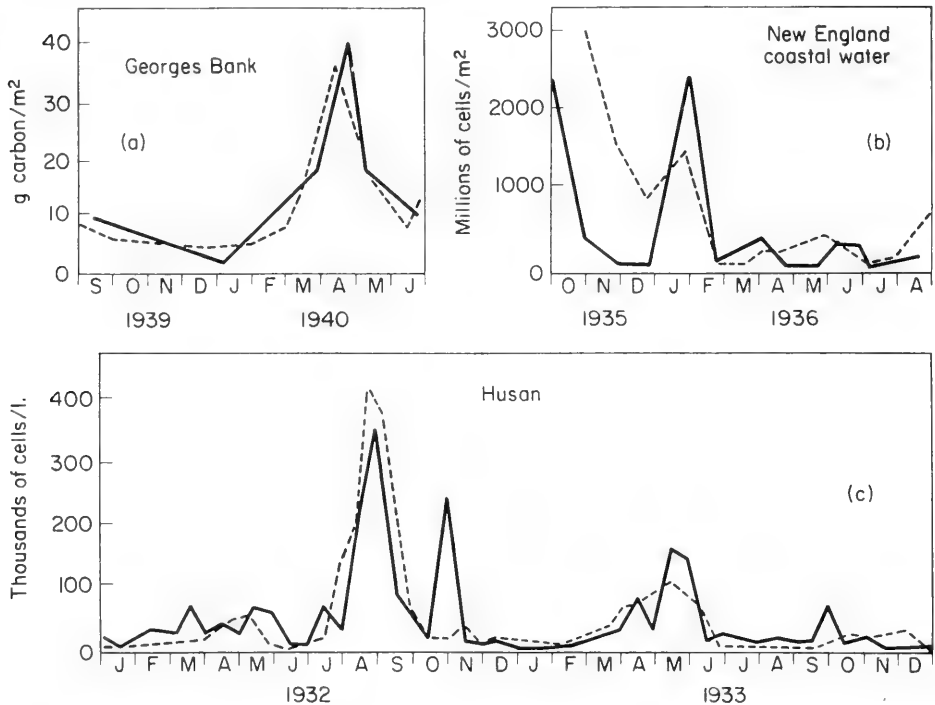 Georges Bank
(a)
g carbon/m²
40
30
20
10
0
S O N D J F M A M J
1939 1940
New England
coastal water
(b)
Millions of cells/m²
3000
2000
1000
0
O N D J F M A M J J A
1935 1936
Husan
(c)
Thousands of cells/l.
400
300
200
100
0
J F M A M J J A S O N D J F M A M J J A S O N D
1932 1933